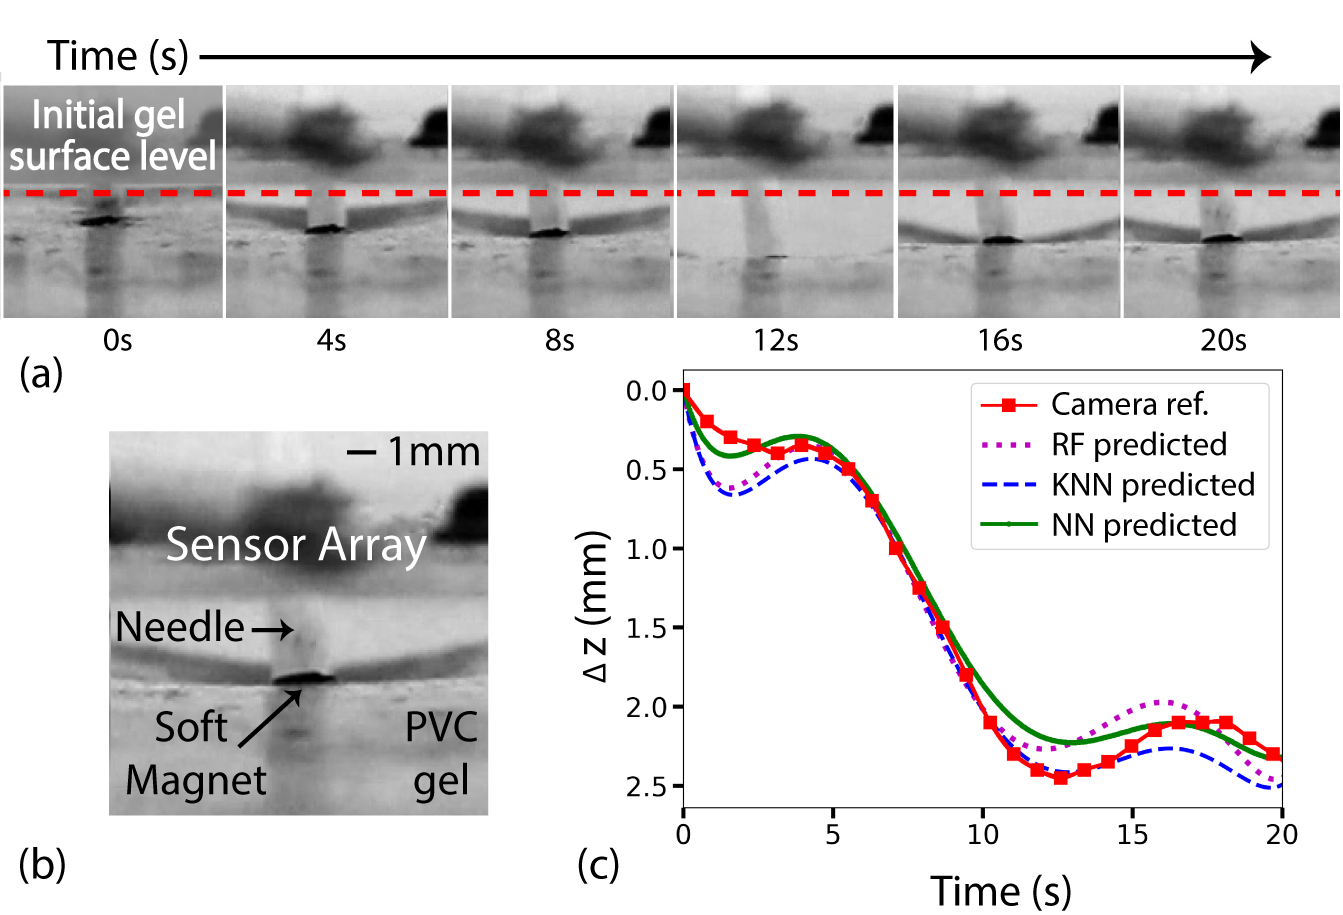 Time (s)
Initial gel
surface level
0s
4s
8s
12s
16s
20s
(a)
1mm
Sensor Array
Needle
Soft
Magnet
PVC
gel
(b)
0.0
0.5
1.0
1.5
2.0
2.5
Δ z (mm)
Camera ref.
RF predicted
KNN predicted
NN predicted
0
5
10
15
20
Time (s)
(c)